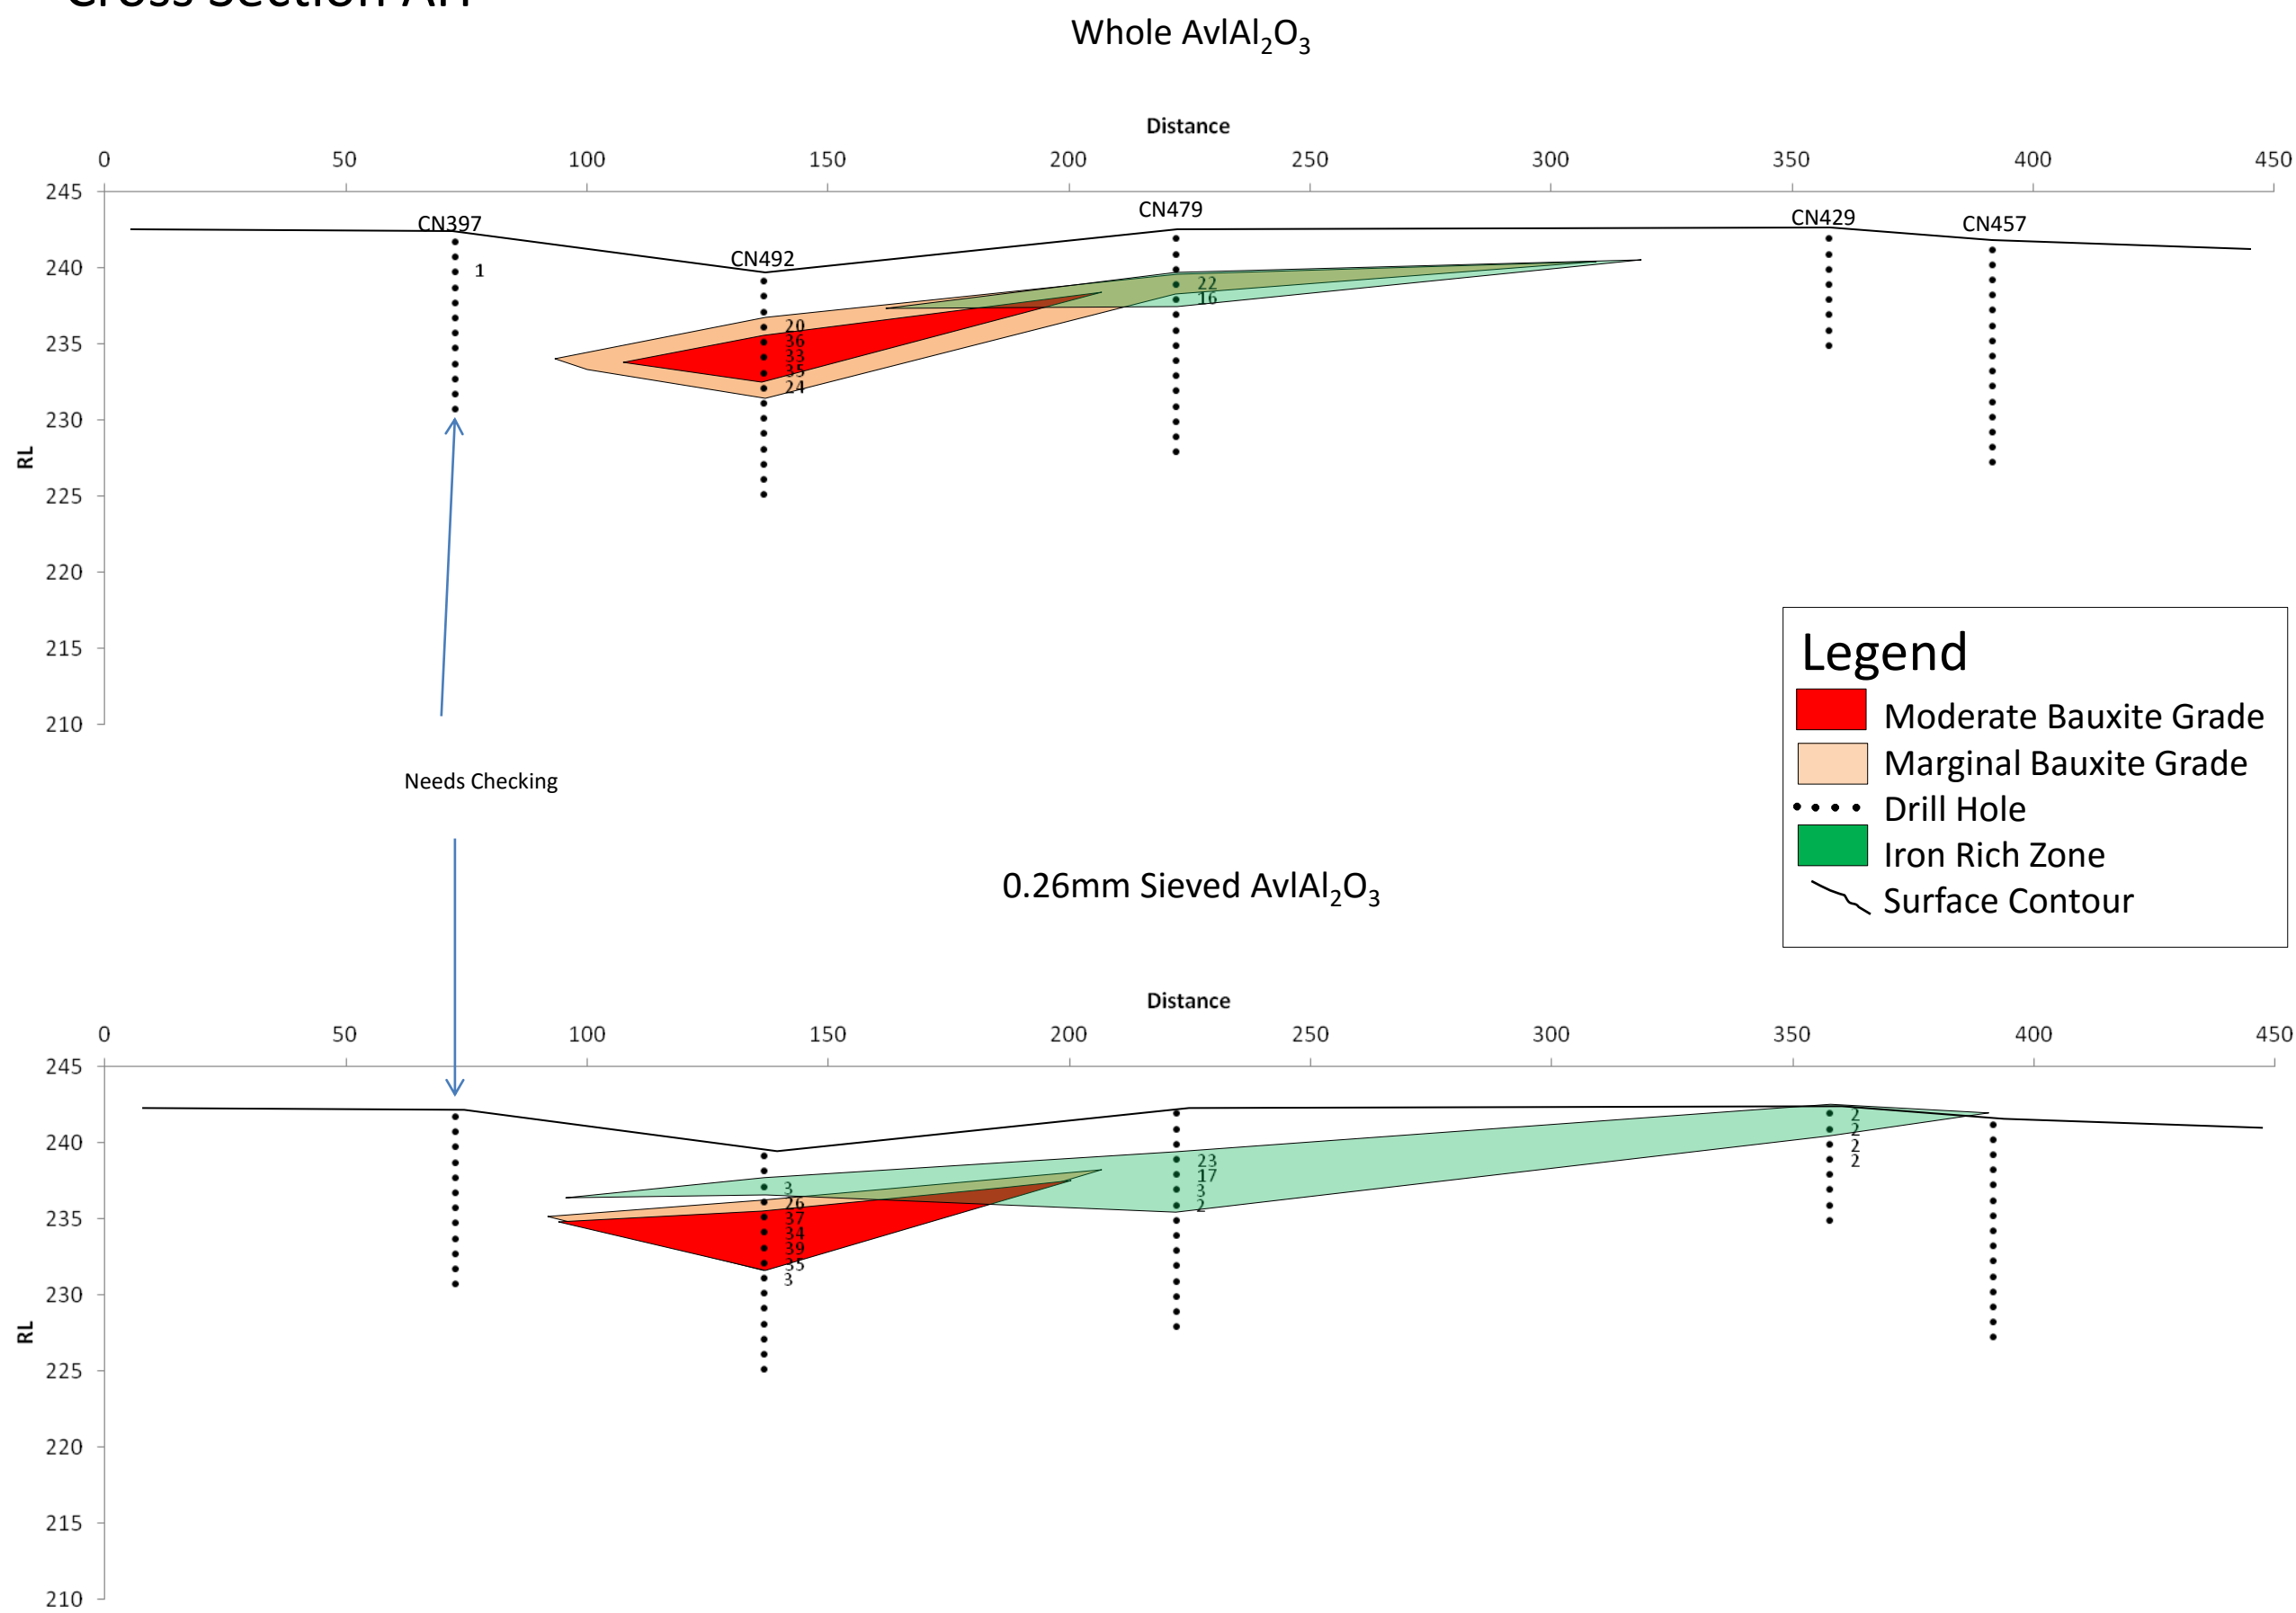 Whole AvlAl₂O₃
Distance
0 50 100 150 200 250 300 350 400 450
245
240
235
230
225
220
215
210
RL
CN397
CN492
CN479
CN429
CN457
1
20
36
33
35
24
22
16
Needs Checking
Legend
Moderate Bauxite Grade
Marginal Bauxite Grade
Drill Hole
Iron Rich Zone
Surface Contour
0.26mm Sieved AvlAl₂O₃
Distance
0 50 100 150 200 250 300 350 400 450
245
240
235
230
225
220
215
210
RL
3
26
37
34
39
35
3
23
17
3
2
2
2
2
2